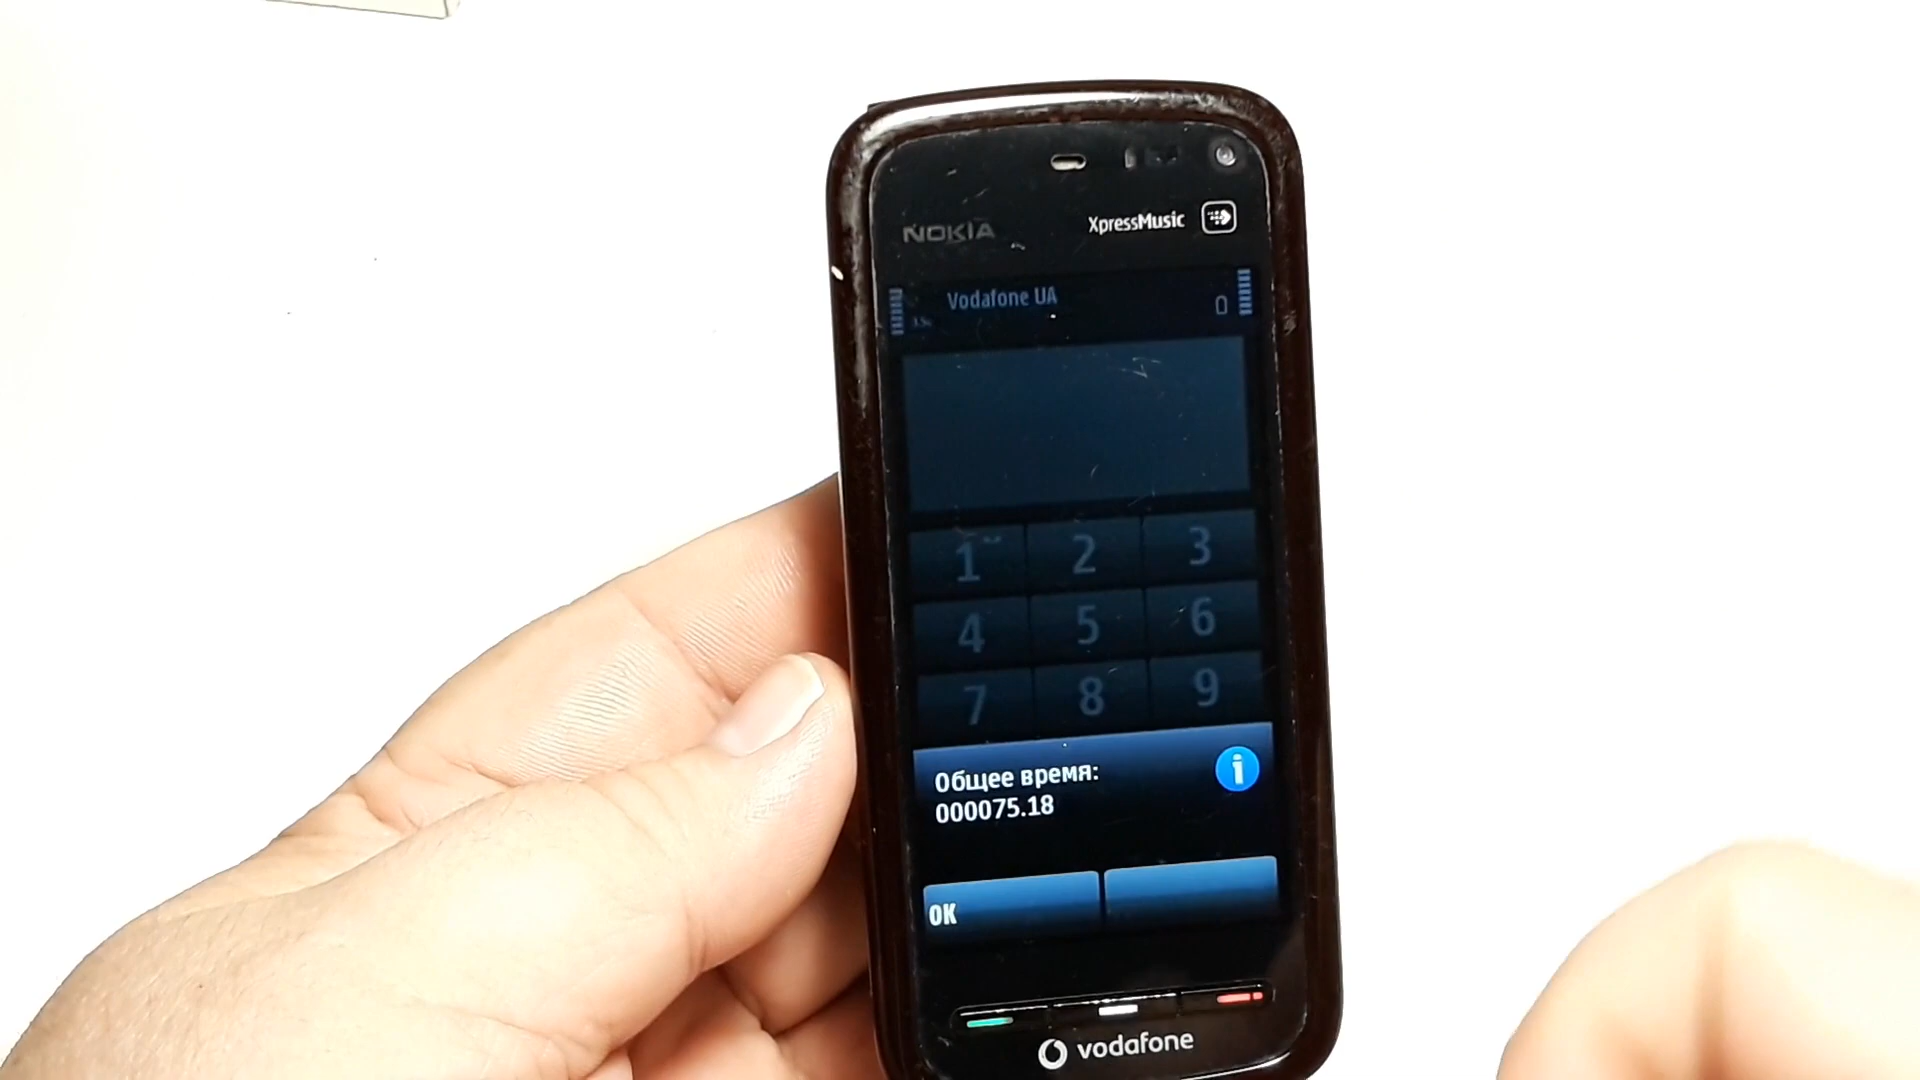 NOKIA
XpressMusic
Vodafone UA
1 2 3
4 5 6
7 8 9
Общее время:
000075.18
OK
vodafone